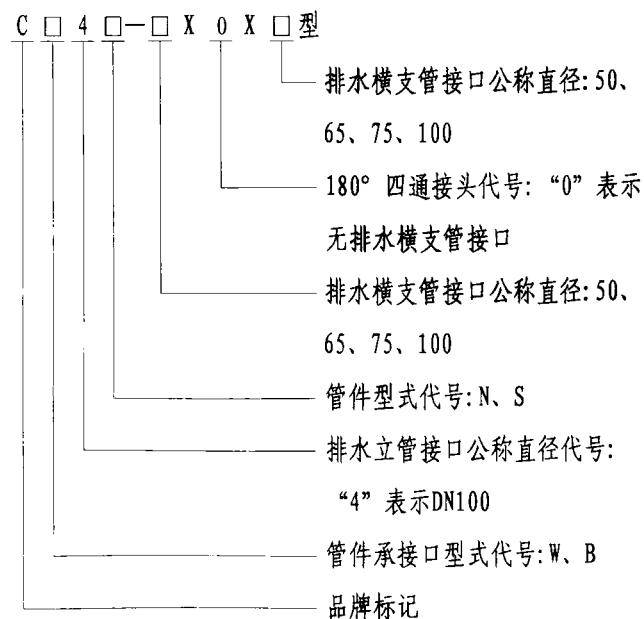 C□4□—□X0X□型
排水横支管接口公称直径:50、
65、75、100
180° 四通接头代号: “0”表示
无排水横支管接口
排水横支管接口公称直径:50、
65、75、100
管件型式代号:N、S
排水立管接口公称直径代号:
“4”表示DN100
管件承接口型式代号:W、B
品牌标记